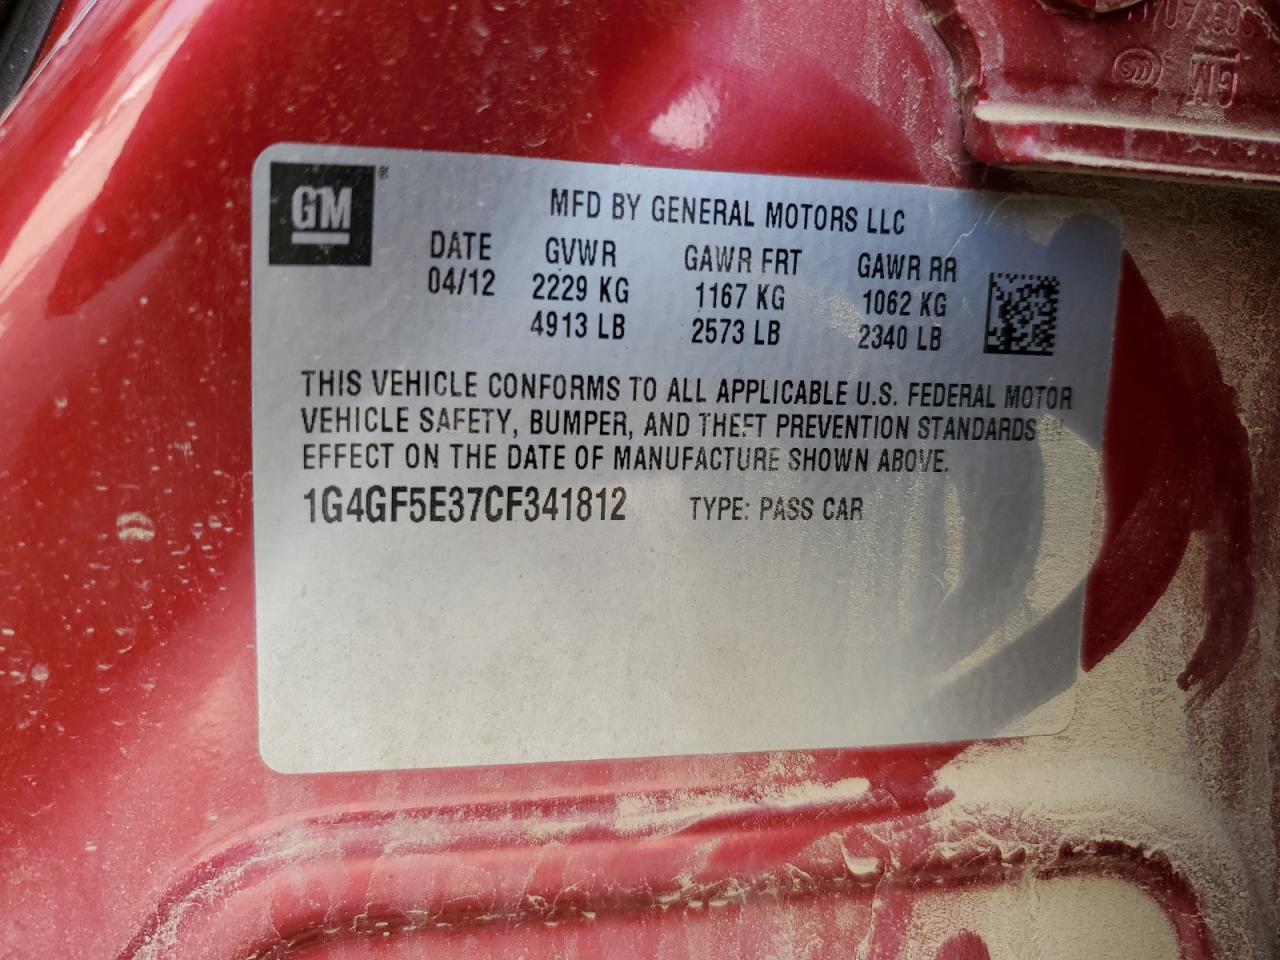 GM®
MFD BY GENERAL MOTORS LLC
DATE GVWR GAWR FRT GAWR RR
04/12 2229 KG 1167 KG 1062 KG
4913 LB 2573 LB 2340 LB
THIS VEHICLE CONFORMS TO ALL APPLICABLE U.S. FEDERAL MOTOR
VEHICLE SAFETY, BUMPER, AND THEFT PREVENTION STANDARDS IN
EFFECT ON THE DATE OF MANUFACTURE SHOWN ABOVE.
1G4GF5E37CF341812 TYPE: PASS CAR
GM